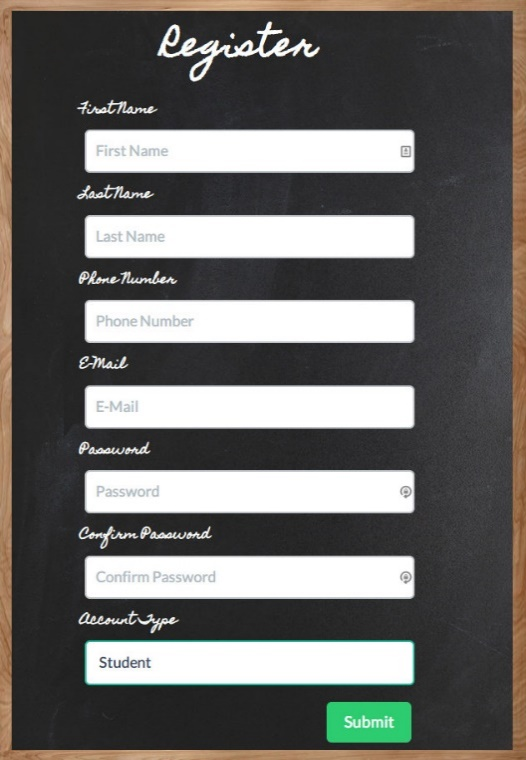 Register
First Name
First Name
Last Name
Last Name
Phone Number
Phone Number
E-Mail
E-Mail
Password
Password
Confirm Password
Confirm Password
Account Type
Student
Submit